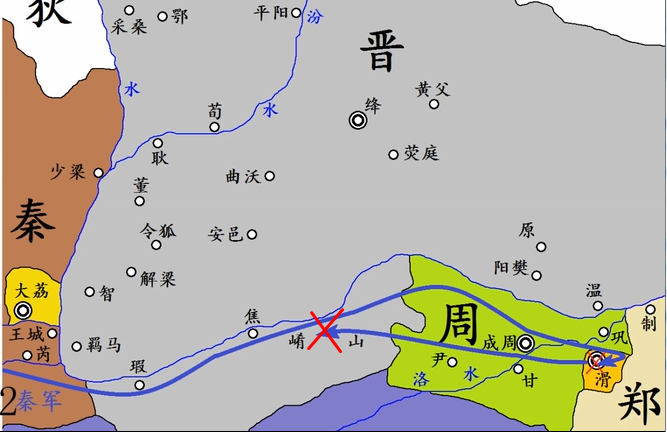 狄
采桑
鄂
平阳
汾
晋
水
荀
水
绛
黄父
耿
荧庭
少梁
董
曲沃
秦
令狐
安邑
原
解梁
阳樊
大荔
智
温
焦
周
制
王城
羁马
崤
山
成周
巩
芮
尹
瑕
洛
水
甘
滑
2
秦军
郑